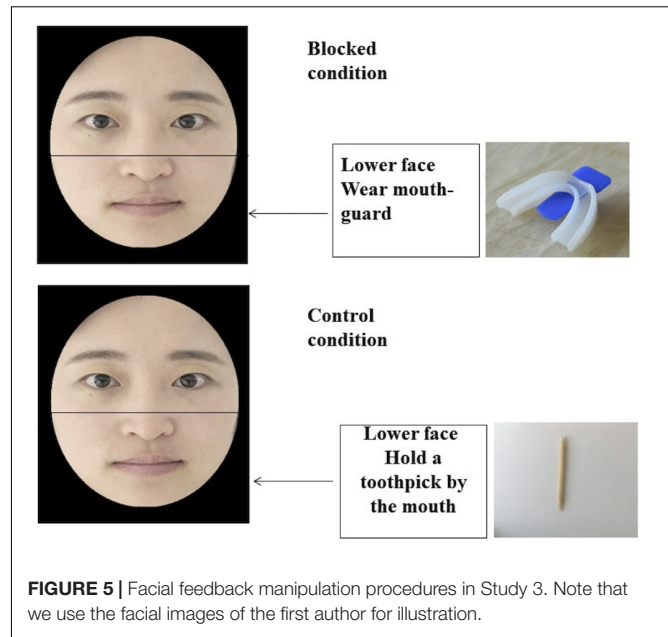 Blocked
condition
Lower face
Wear mouth-
guard
Control
condition
Lower face
Hold a
toothpick by
the mouth
FIGURE 5 | Facial feedback manipulation procedures in Study 3. Note that
we use the facial images of the first author for illustration.